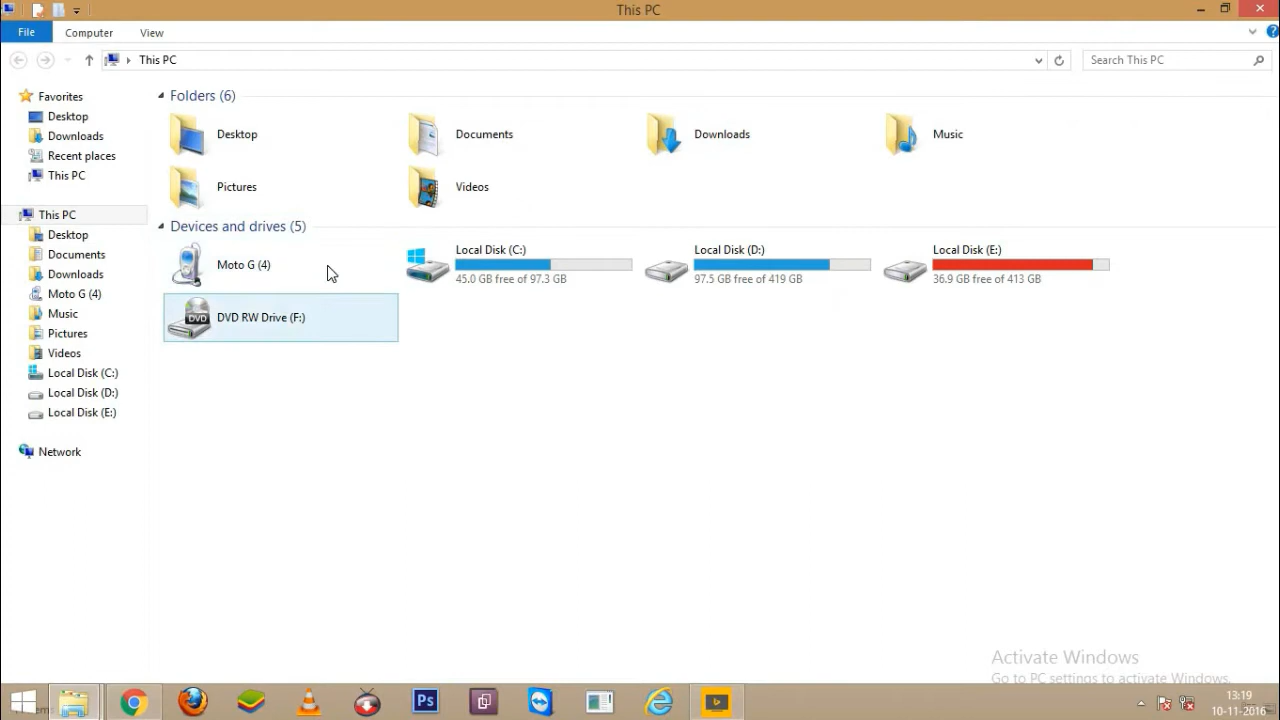 This PC
File
Computer
View
This PC
Search This PC
Favorites
Desktop
Downloads
Recent places
This PC
This PC
Desktop
Documents
Downloads
Moto G (4)
Music
Pictures
Videos
Local Disk (C:)
Local Disk (D:)
Local Disk (E:)
Network
Folders (6)
Desktop
Documents
Downloads
Music
Pictures
Videos
Devices and drives (5)
Moto G (4)
Local Disk (C:)
45.0 GB free of 97.3 GB
Local Disk (D:)
97.5 GB free of 419 GB
Local Disk (E:)
36.9 GB free of 413 GB
DVD
DVD RW Drive (F:)
Activate Windows
Go to PC settings to activate Windows.
Ps
13:19
10-11-2016